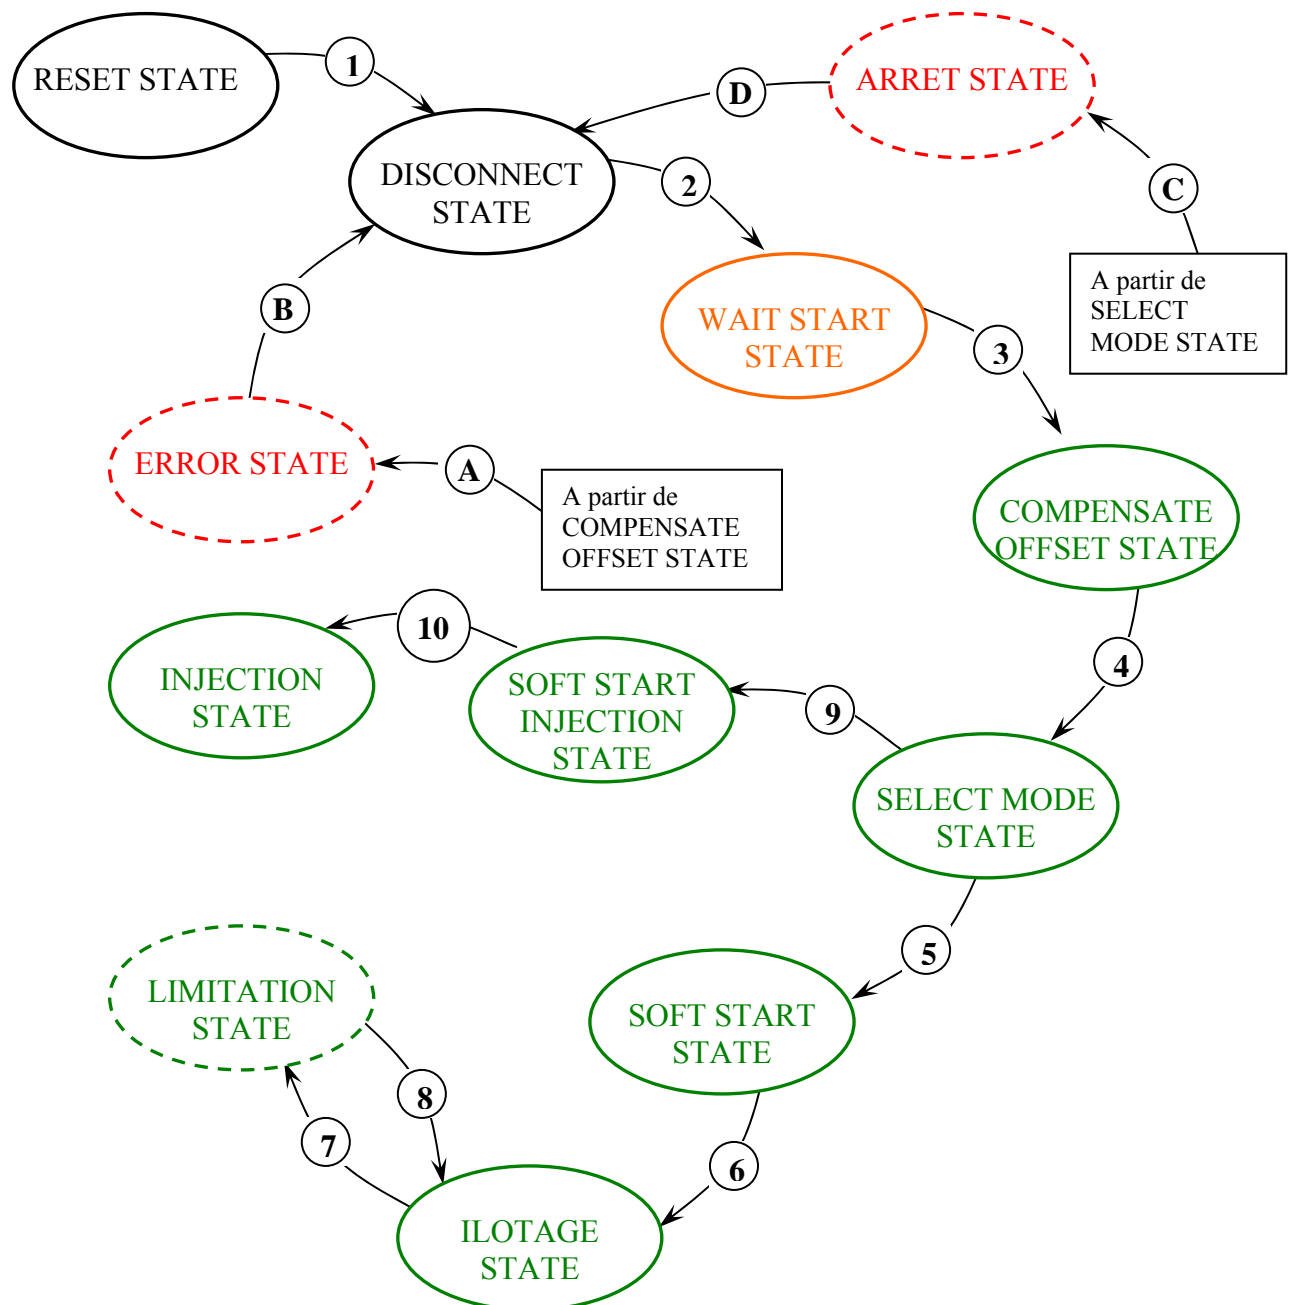 RESET STATE
1
D
ARRET STATE
DISCONNECT
STATE
2
C
A partir de
SELECT
MODE STATE
B
WAIT START
STATE
3
ERROR STATE
A
A partir de
COMPENSATE
OFFSET STATE
COMPENSATE
OFFSET STATE
10
INJECTION
STATE
SOFT START
INJECTION
STATE
9
4
SELECT MODE
STATE
5
LIMITATION
STATE
SOFT START
STATE
8
7
6
ILOTAGE
STATE